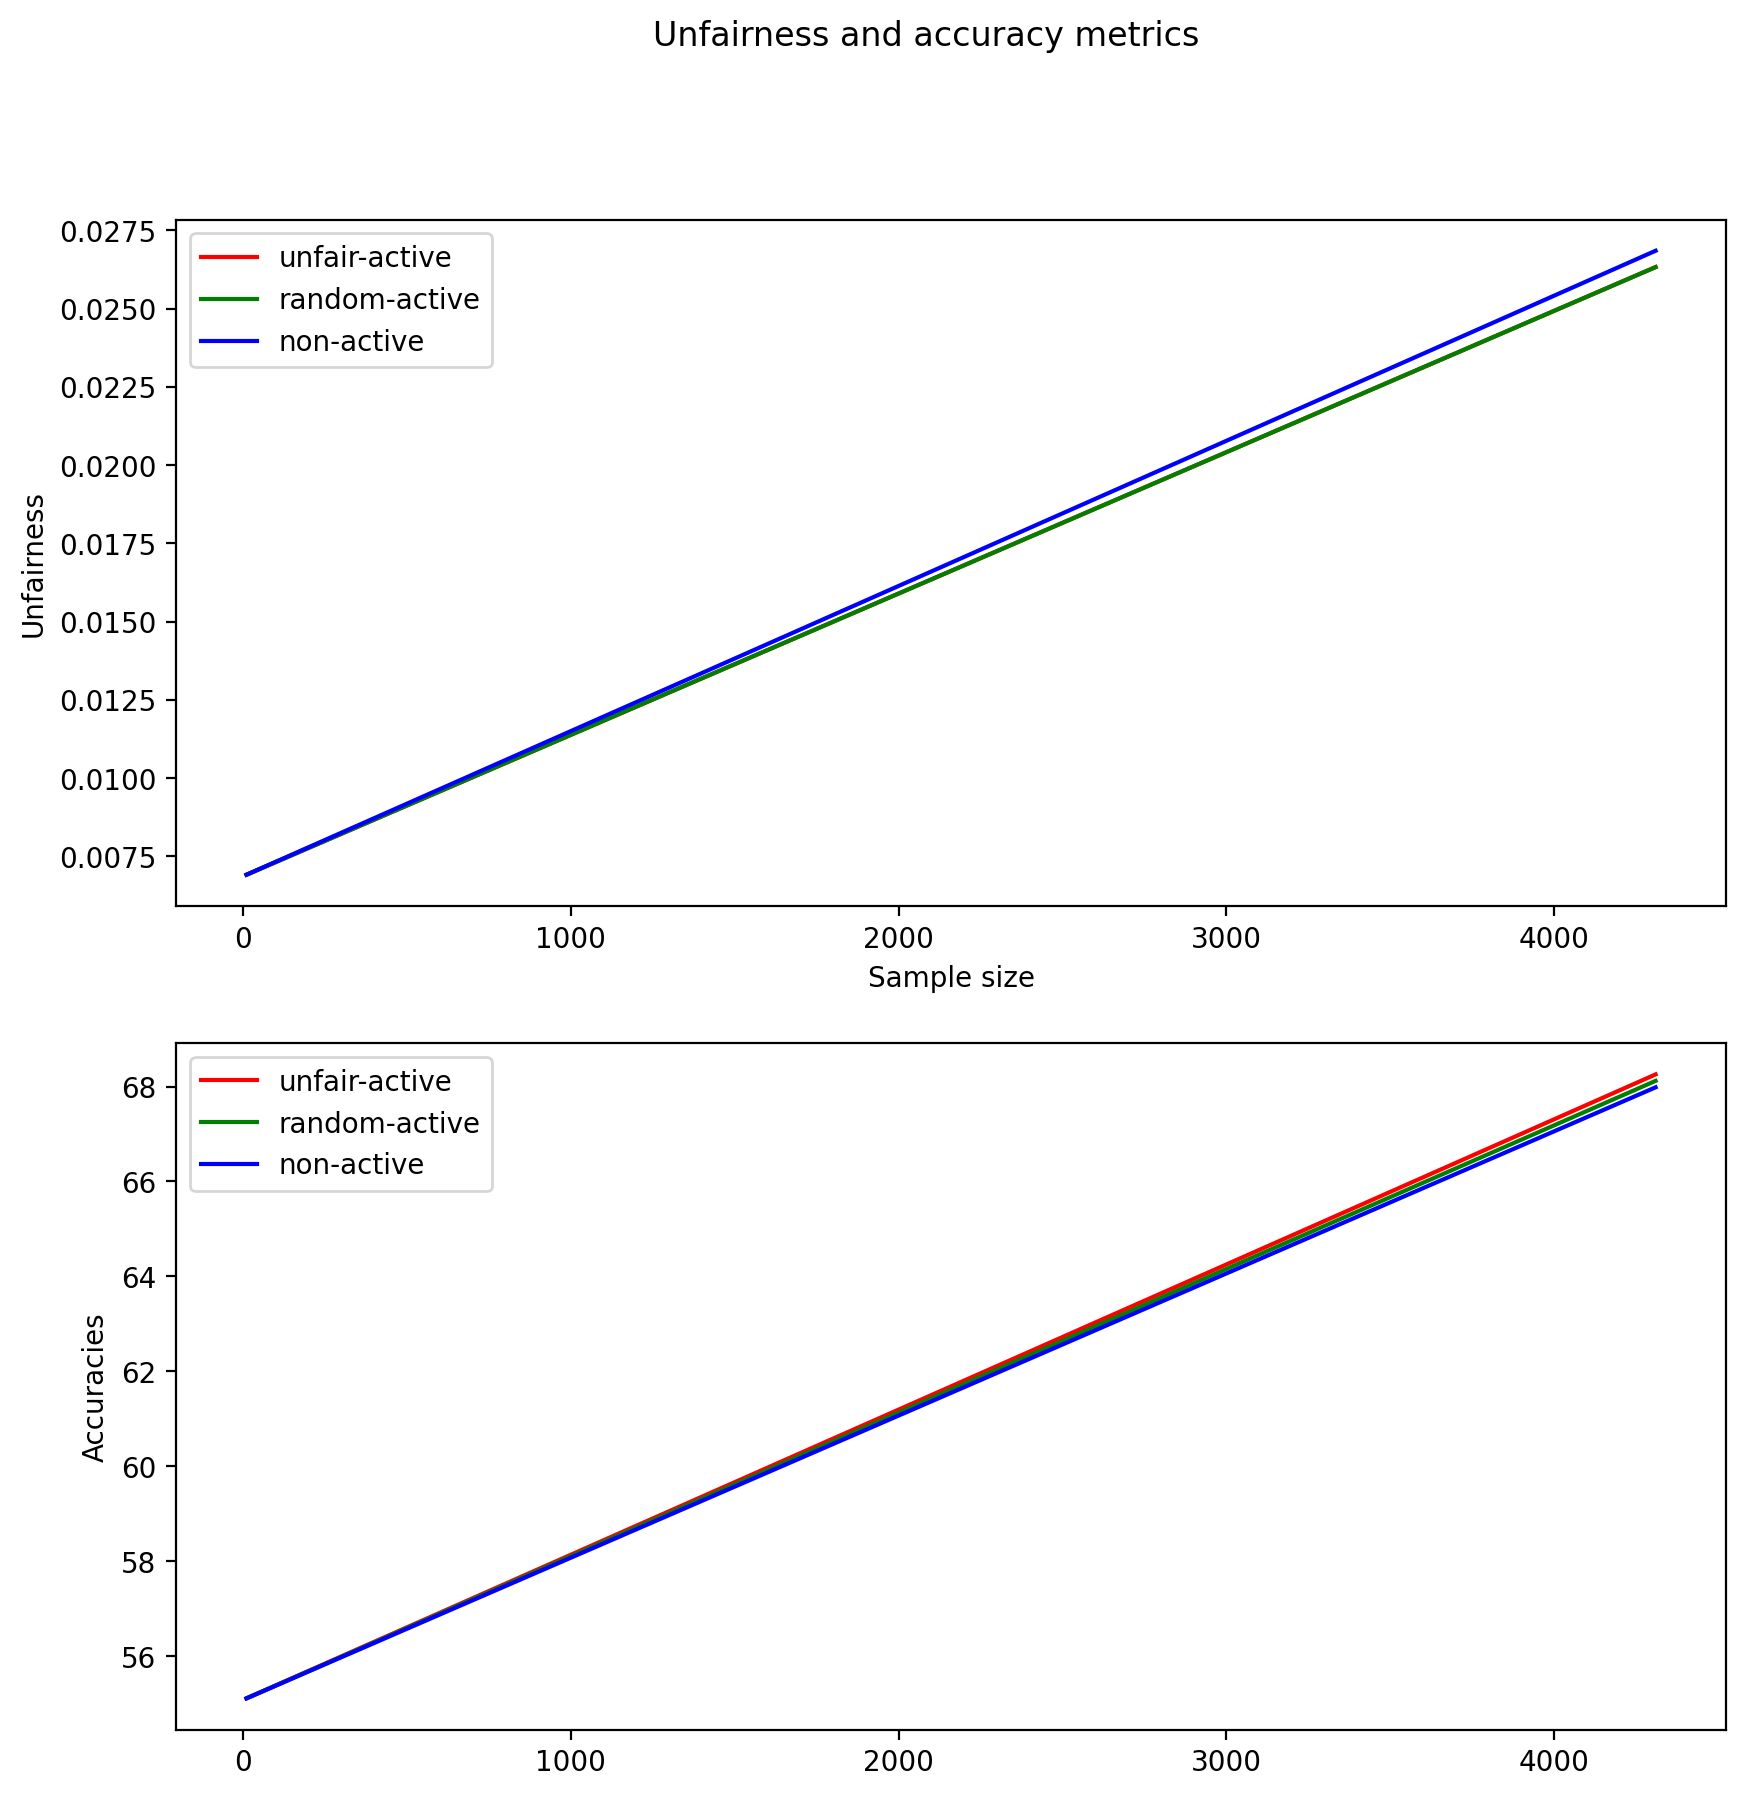 Unfairness and accuracy metrics
0.0275
0.0250
0.0225
0.0200
0.0175
0.0150
0.0125
0.0100
0.0075
Unfairness
unfair-active
random-active
non-active
0 1000 2000 3000 4000
Sample size
68
66
64
62
60
58
56
Accuracies
unfair-active
random-active
non-active
0 1000 2000 3000 4000